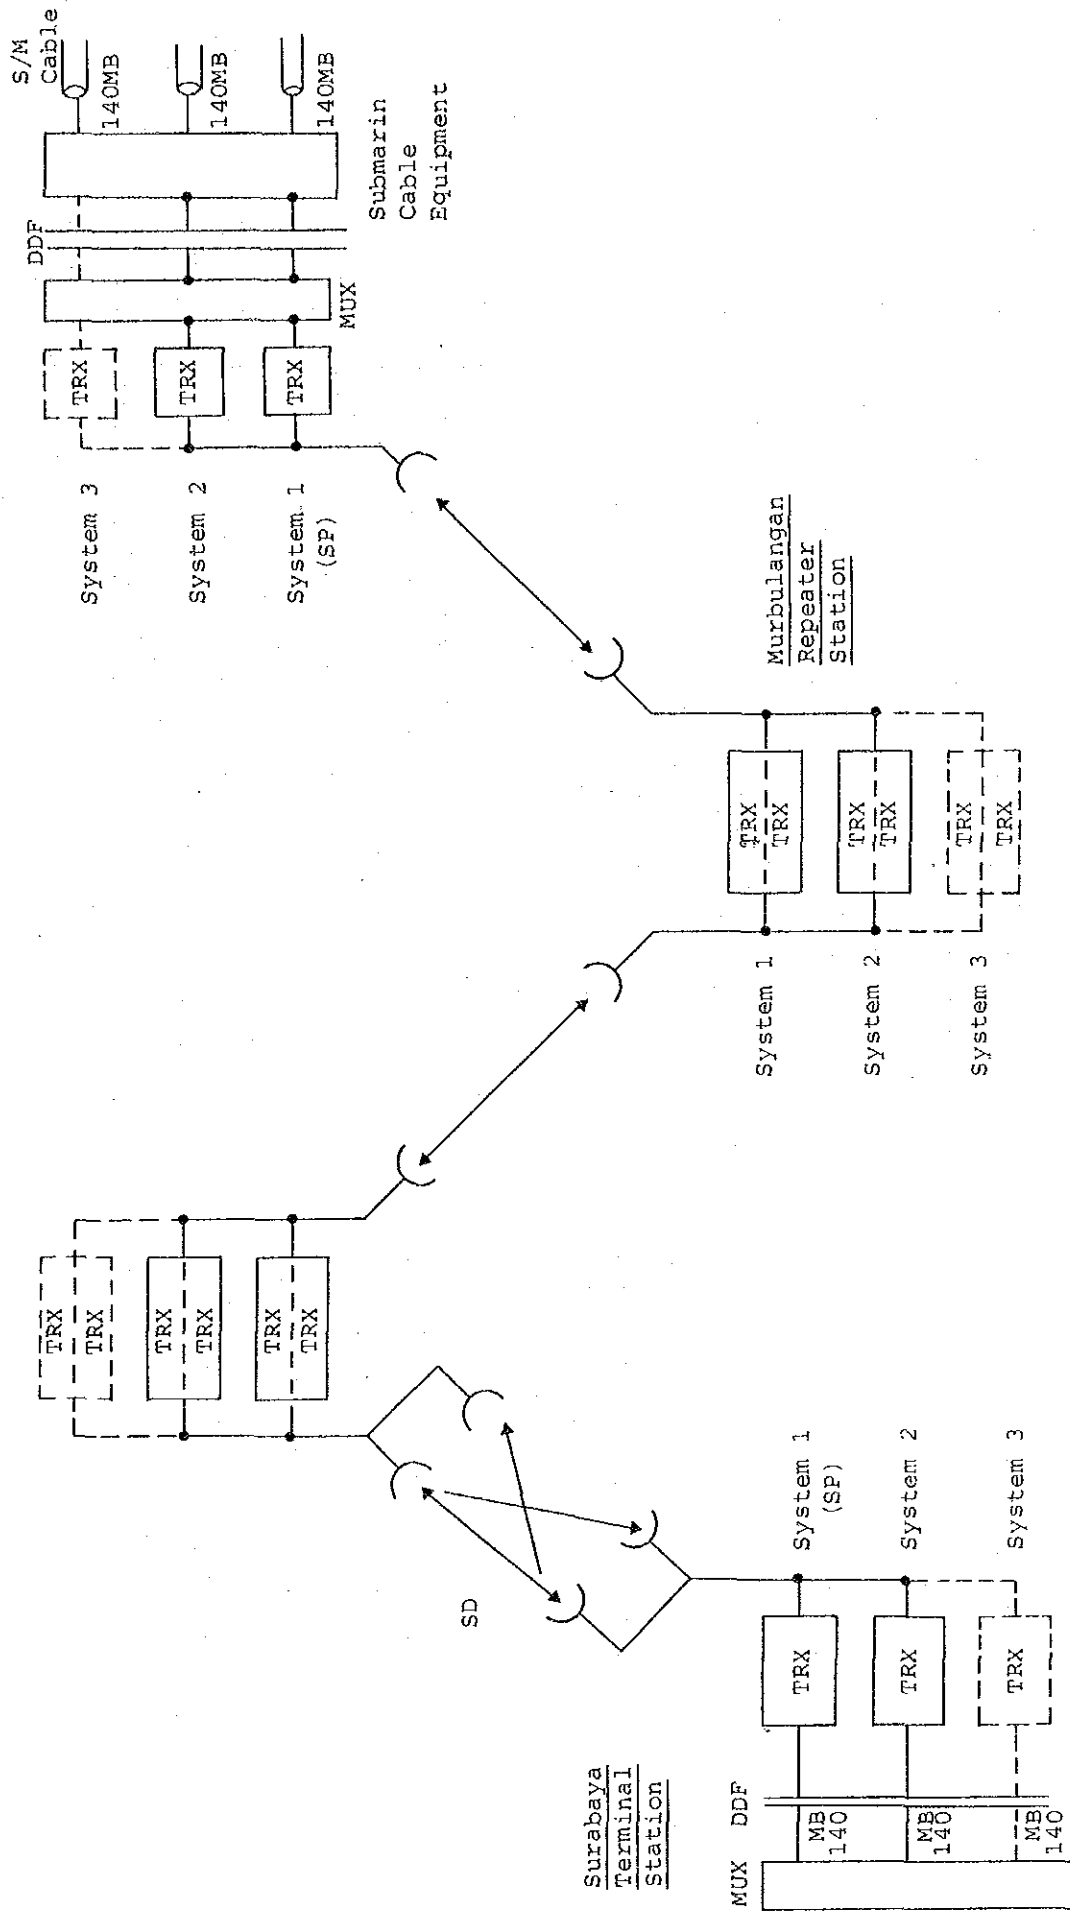 S/M
Cable
140MB
140MB
140MB
Submarin
Cable
Equipment
DDF
MUX
TRX
TRX
TRX
System 3
System 2
System 1
(SP)
Murbulangan
Repeater
Station
TRX
TRX
TRX
TRX
TRX
TRX
System 1
System 2
System 3
TRX
TRX
TRX
TRX
TRX
TRX
SD
System 1
(SP)
System 2
System 3
TRX
TRX
TRX
Surabaya
Terminal
Station
DDF
MUX
MB
140
MB
140
MB
140